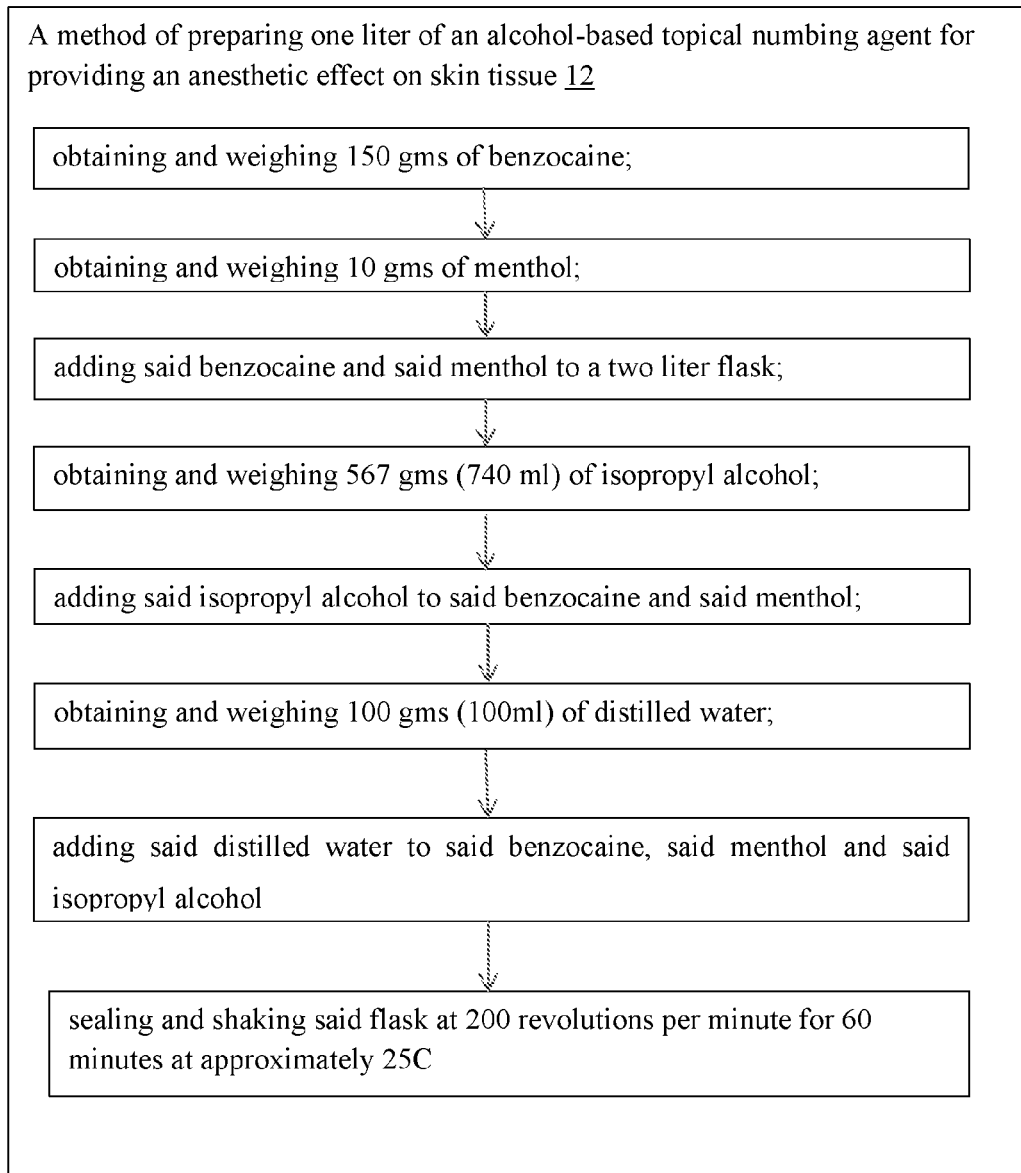 A method of preparing one liter of an alcohol-based topical numbing agent for
providing an anesthetic effect on skin tissue 12
obtaining and weighing 150 gms of benzocaine;
obtaining and weighing 10 gms of menthol;
adding said benzocaine and said menthol to a two liter flask;
obtaining and weighing 567 gms (740 ml) of isopropyl alcohol;
adding said isopropyl alcohol to said benzocaine and said menthol;
obtaining and weighing 100 gms (100ml) of distilled water;
adding said distilled water to said benzocaine, said menthol and said
isopropyl alcohol
sealing and shaking said flask at 200 revolutions per minute for 60
minutes at approximately 25C